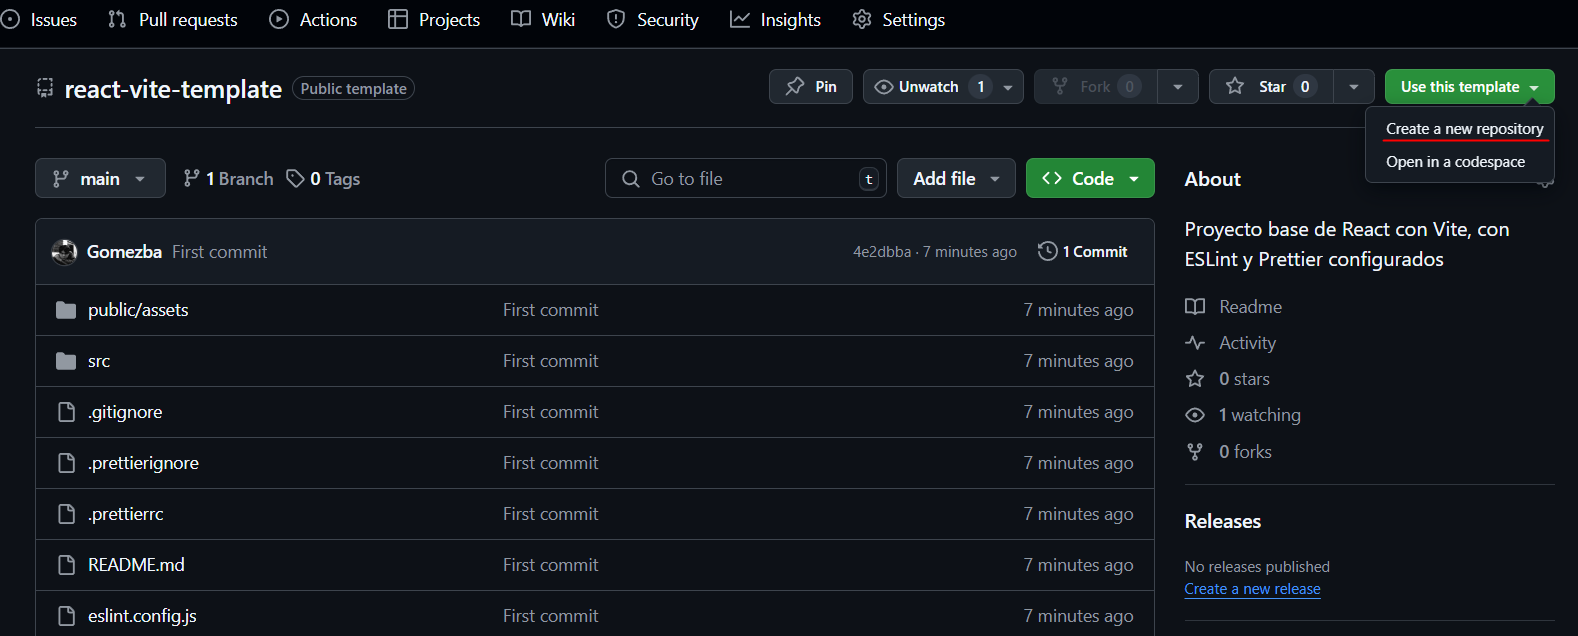 Issues Pull requests Actions Projects Wiki Security Insights Settings
react-vite-template Public template Pin Unwatch 1 Fork 0 Star 0 Use this template
Create a new repository
Open in a codespace
main 1 Branch 0 Tags Go to file t Add file Code
Gomezba First commit 4e2dbba · 7 minutes ago 1 Commit
public/assets First commit 7 minutes ago
src First commit 7 minutes ago
.gitignore First commit 7 minutes ago
.prettierignore First commit 7 minutes ago
.prettierrc First commit 7 minutes ago
README.md First commit 7 minutes ago
eslint.config.js First commit 7 minutes ago
About
Proyecto base de React con Vite, con
ESLint y Prettier configurados
Readme
Activity
0 stars
1 watching
0 forks
Releases
No releases published
Create a new release